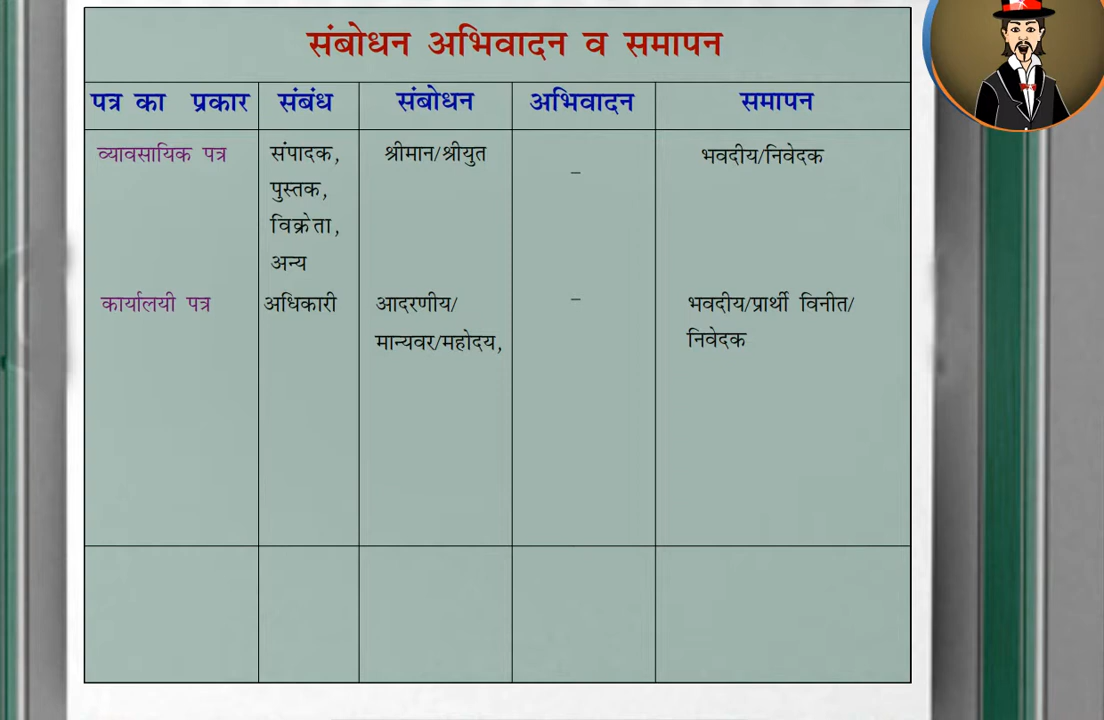 संबोधन अभिवादन व समापन
पत्र का प्रकार संबंध संबोधन अभिवादन समापन
व्यावसायिक पत्र संपादक, श्रीमान/श्रीयुत – भवदीय/निवेदक
पुस्तक,
विक्रेता,
अन्य
कार्यालयी पत्र अधिकारी आदरणीय/ – भवदीय/प्रार्थी विनीत/
मान्यवर/महोदय, निवेदक